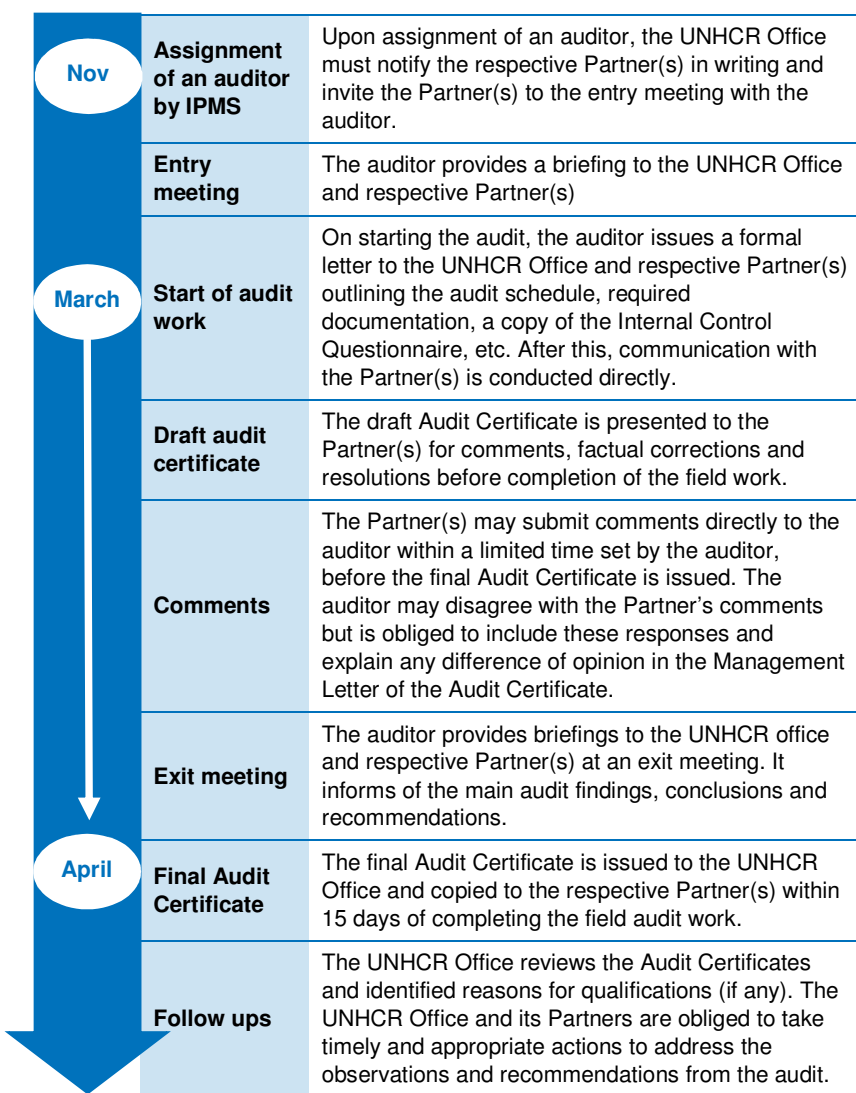 Nov
Assignment
of an auditor
by IPMS
Upon assignment of an auditor, the UNHCR Office
must notify the respective Partner(s) in writing and
invite the Partner(s) to the entry meeting with the
auditor.
Entry
meeting
The auditor provides a briefing to the UNHCR Office
and respective Partner(s)
March
Start of audit
work
On starting the audit, the auditor issues a formal
letter to the UNHCR Office and respective Partner(s)
outlining the audit schedule, required
documentation, a copy of the Internal Control
Questionnaire, etc. After this, communication with
the Partner(s) is conducted directly.
Draft audit
certificate
The draft Audit Certificate is presented to the
Partner(s) for comments, factual corrections and
resolutions before completion of the field work.
Comments
The Partner(s) may submit comments directly to the
auditor within a limited time set by the auditor,
before the final Audit Certificate is issued. The
auditor may disagree with the Partner’s comments
but is obliged to include these responses and
explain any difference of opinion in the Management
Letter of the Audit Certificate.
Exit meeting
The auditor provides briefings to the UNHCR office
and respective Partner(s) at an exit meeting. It
informs of the main audit findings, conclusions and
recommendations.
April
Final Audit
Certificate
The final Audit Certificate is issued to the UNHCR
Office and copied to the respective Partner(s) within
15 days of completing the field audit work.
Follow ups
The UNHCR Office reviews the Audit Certificates
and identified reasons for qualifications (if any). The
UNHCR Office and its Partners are obliged to take
timely and appropriate actions to address the
observations and recommendations from the audit.